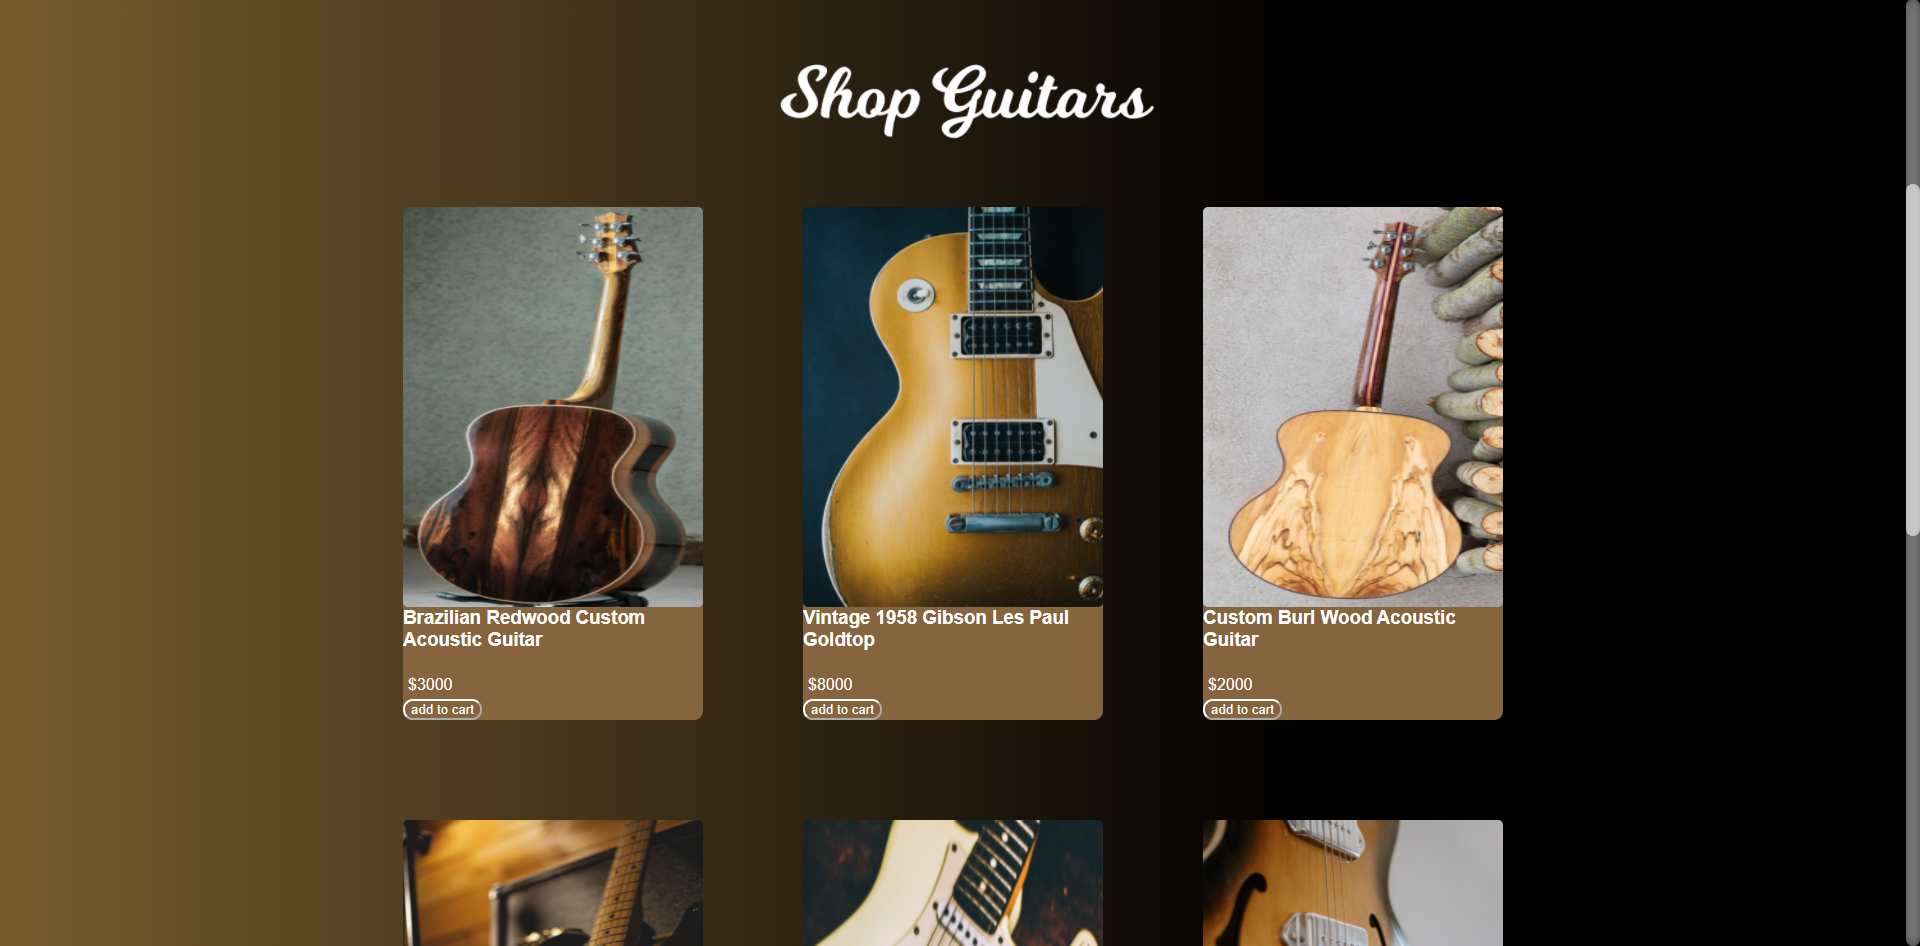 Shop Guitars
Brazilian Redwood Custom
Acoustic Guitar
$3000
add to cart
Vintage 1958 Gibson Les Paul
Goldtop
$8000
add to cart
Custom Burl Wood Acoustic
Guitar
$2000
add to cart